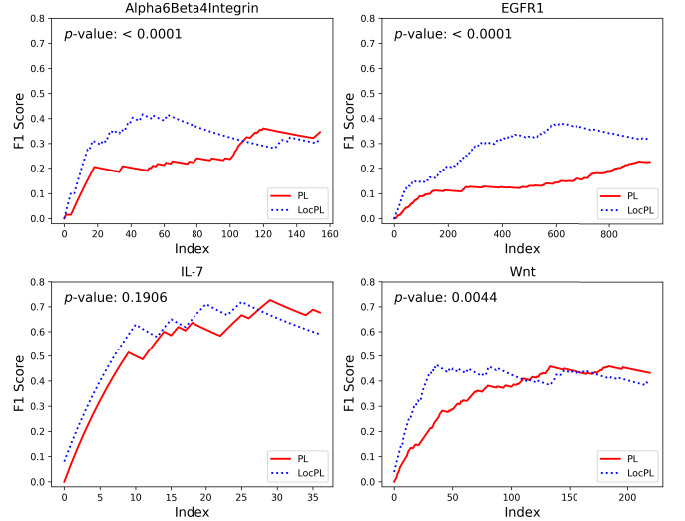 Alpha6Beta4Integrin
p-value: < 0.0001
F1 Score
0.8
0.7
0.6
0.5
0.4
0.3
0.2
0.1
0.0
0 20 40 60 80 100 120 140 160
Index
PL
LocPL
EGFR1
p-value: < 0.0001
F1 Score
0.8
0.7
0.6
0.5
0.4
0.3
0.2
0.1
0.0
0 200 400 600 800
Index
PL
LocPL
IL-7
p-value: 0.1906
F1 Score
0.8
0.7
0.6
0.5
0.4
0.3
0.2
0.1
0.0
0 5 10 15 20 25 30 35
Index
PL
LocPL
Wnt
p-value: 0.0044
F1 Score
0.8
0.7
0.6
0.5
0.4
0.3
0.2
0.1
0.0
0 50 100 150 200
Index
PL
LocPL